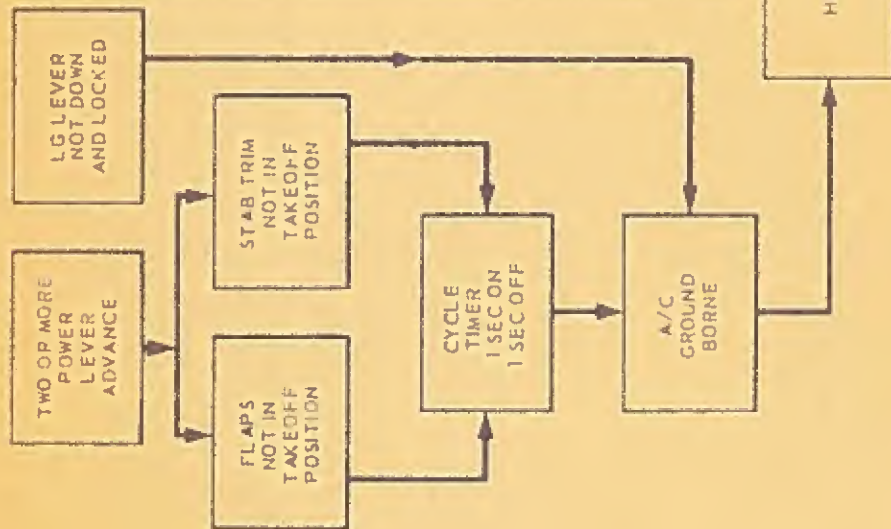 LG LEVER
NOT DOWN
AND LOCKED
TWO OR MORE
POWER
LEVER
ADVANCE
STAB TRIM
NOT IN
TAKEOFF
POSITION
FLAPS
NOT IN
TAKEOFF
POSITION
CYCLE
TIMER
1 SEC ON
1 SEC OFF
A/C
GROUND
BORNE
H